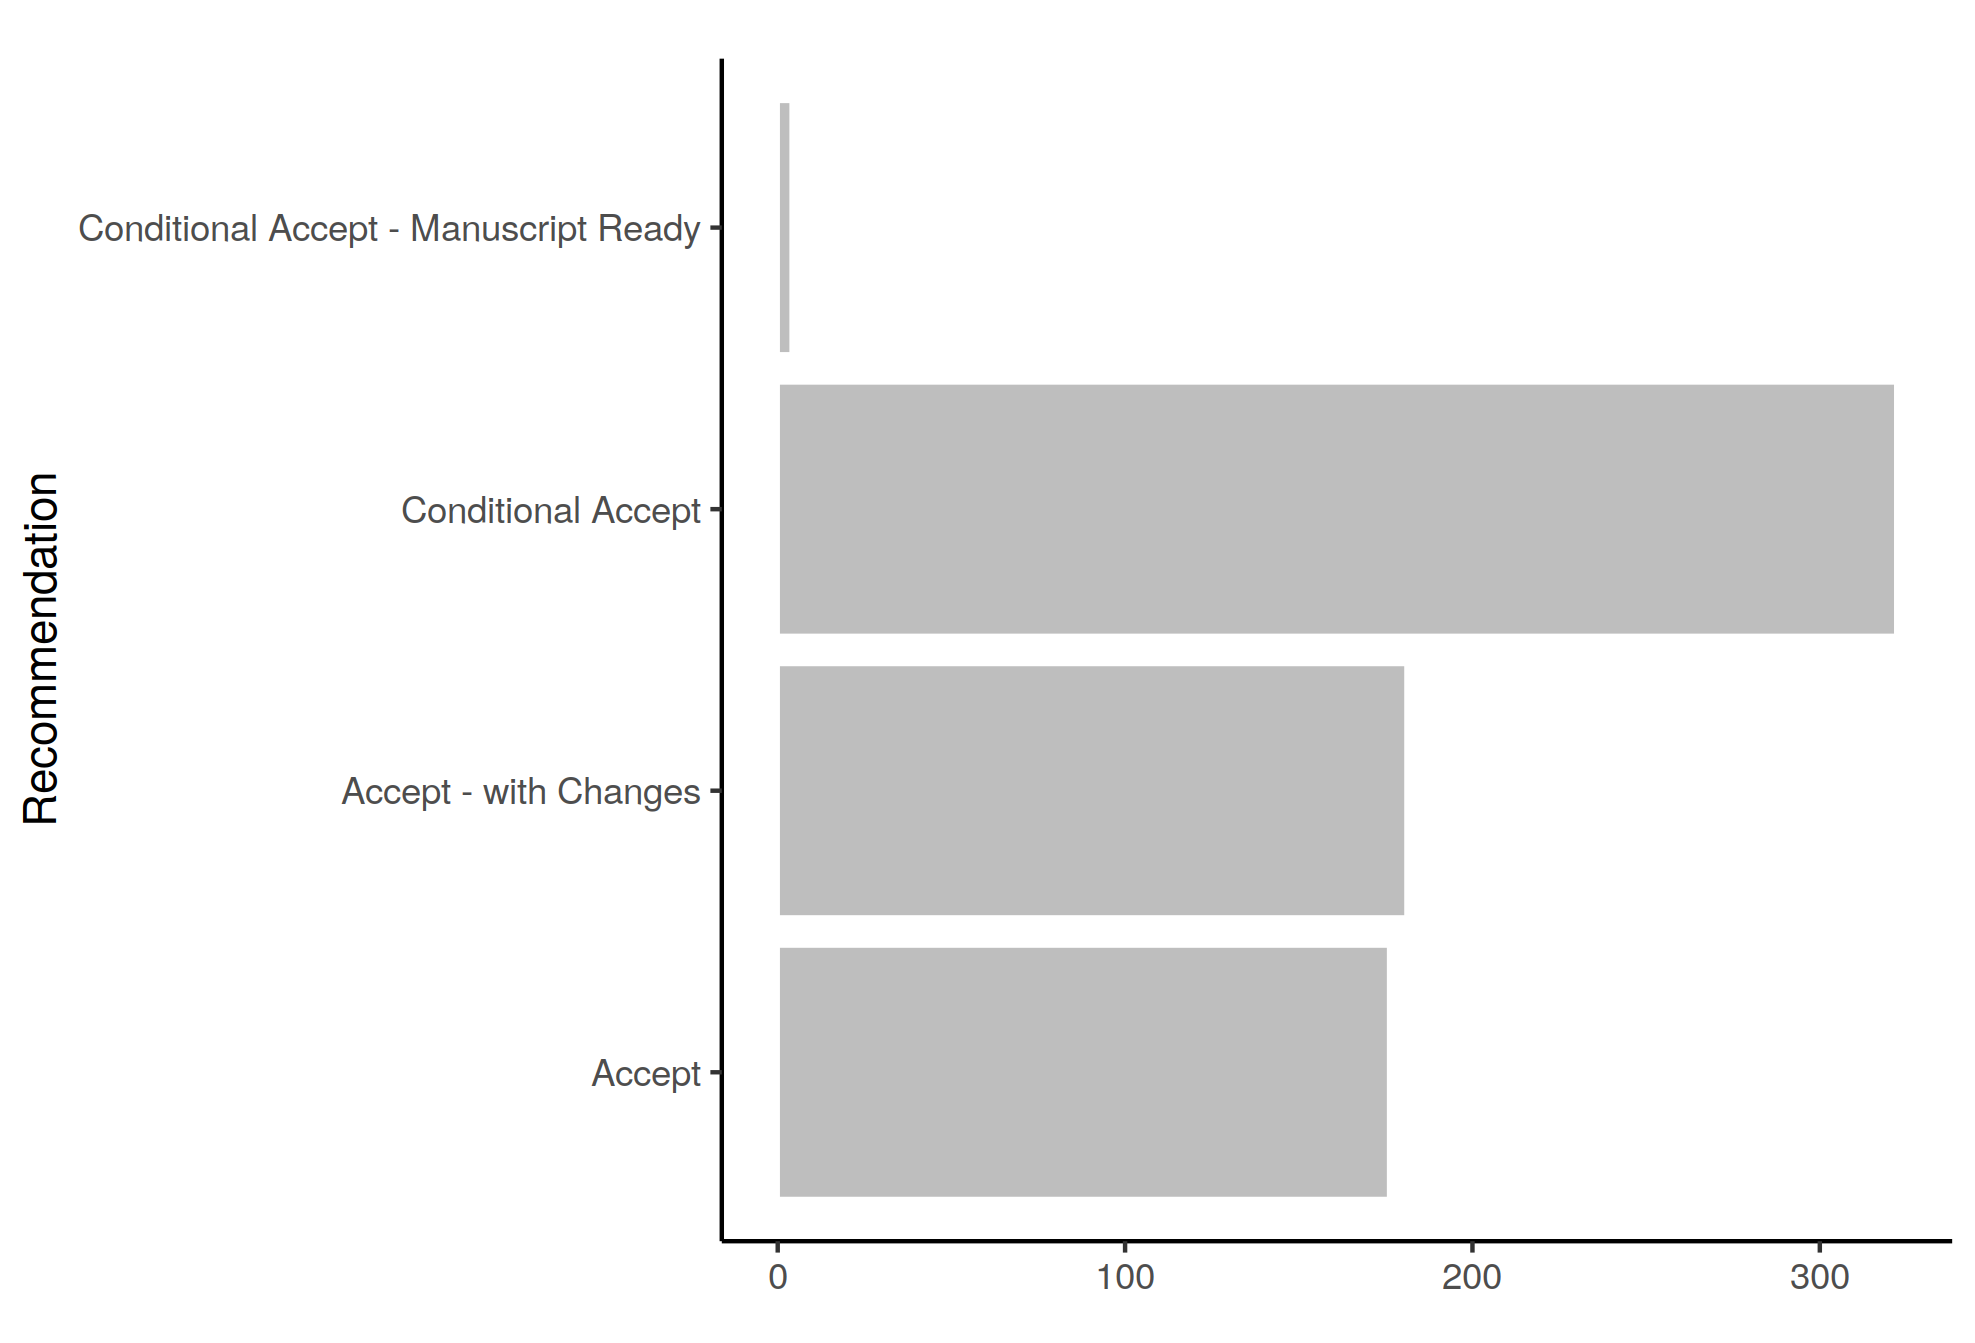 Recommendation
Conditional Accept - Manuscript Ready
Conditional Accept
Accept - with Changes
Accept
0 100 200 300